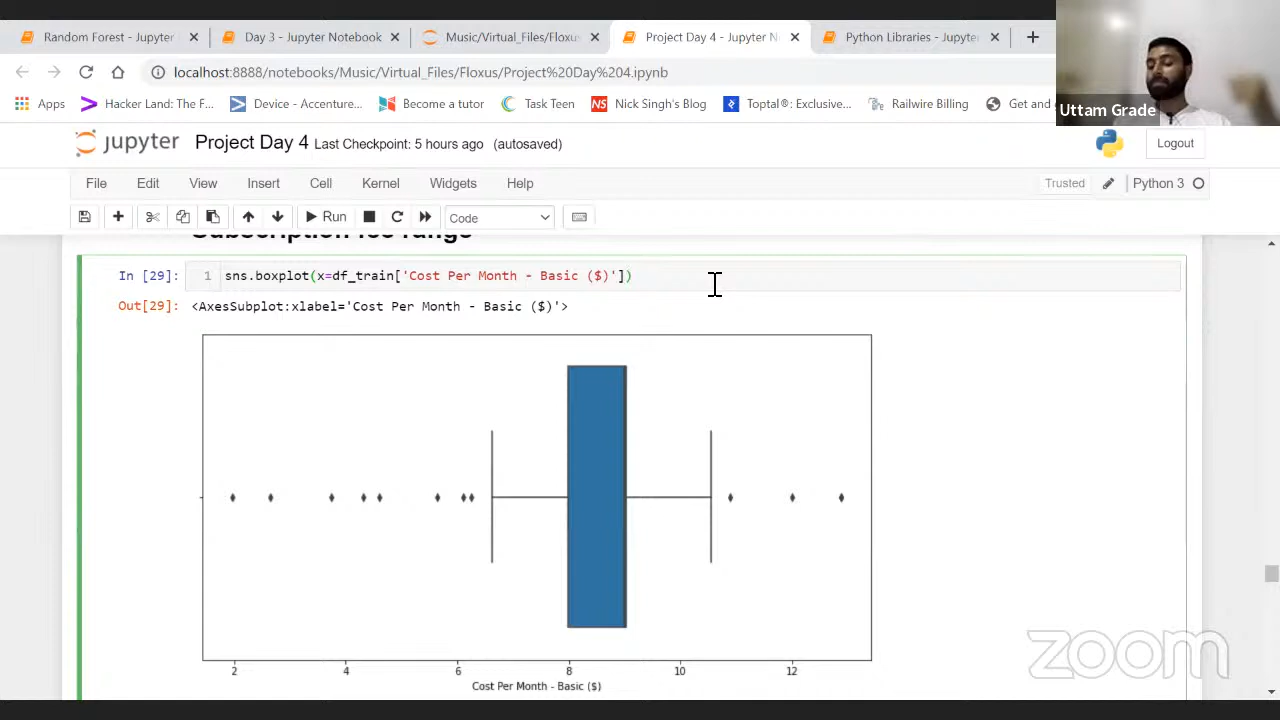 Random Forest - Jupyter
Day 3 - Jupyter Notebook
Music/Virtual_Files/Floxus
Project Day 4 - Jupyter N
Python Libraries - Jupyter
localhost:8888/notebooks/Music/Virtual_Files/Floxus/Project%20Day%204.ipynb
Apps
Hacker Land: The F...
Device - Accenture...
Become a tutor
Task Teen
NS Nick Singh's Blog
Toptal®: Exclusive...
Railwire Billing
Get and
Uttam Grade
jupyter Project Day 4 Last Checkpoint: 5 hours ago (autosaved)
Logout
File Edit View Insert Cell Kernel Widgets Help
Trusted
Python 3
Run
Code
Subscription fee range
In [29]: 1 sns.boxplot(x=df_train['Cost Per Month - Basic ($)'])
Out[29]: <AxesSubplot:xlabel='Cost Per Month - Basic ($)'>
2 4 6 8 10 12
Cost Per Month - Basic ($)
zoom